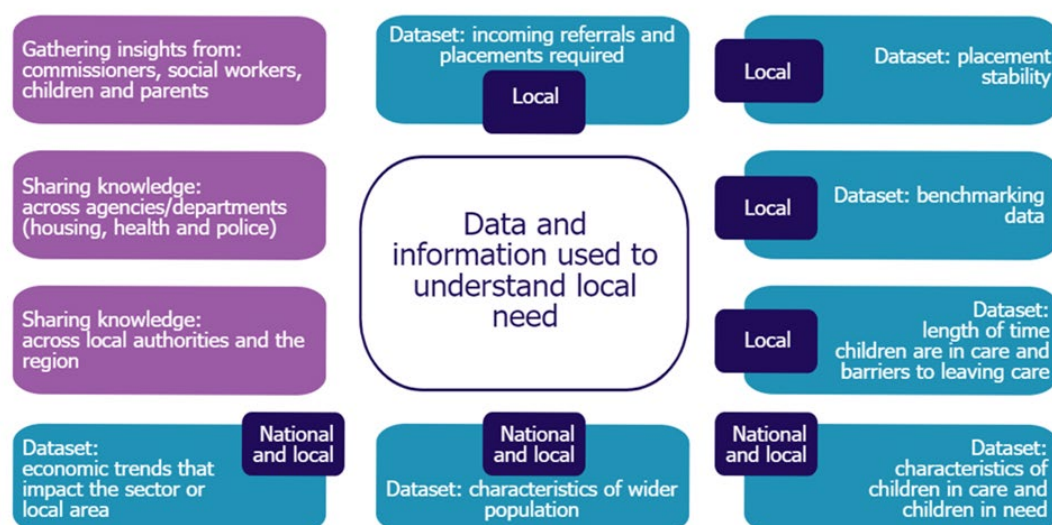 Gathering insights from:
commissioners, social workers,
children and parents
Dataset: incoming referrals and
placements required
Local
Local
Dataset: placement
stability
Sharing knowledge:
across agencies/departments
(housing, health and police)
Data and
information used to
understand local
need
Local
Dataset: benchmarking
data
Sharing knowledge:
across local authorities and the
region
Local
Dataset:
length of time
children are in care and
barriers to leaving care
National
and local
Dataset:
economic trends that
impact the sector or
local area
National
and local
Dataset: characteristics of wider
population
National
and local
Dataset:
characteristics of
children in care and
children in need